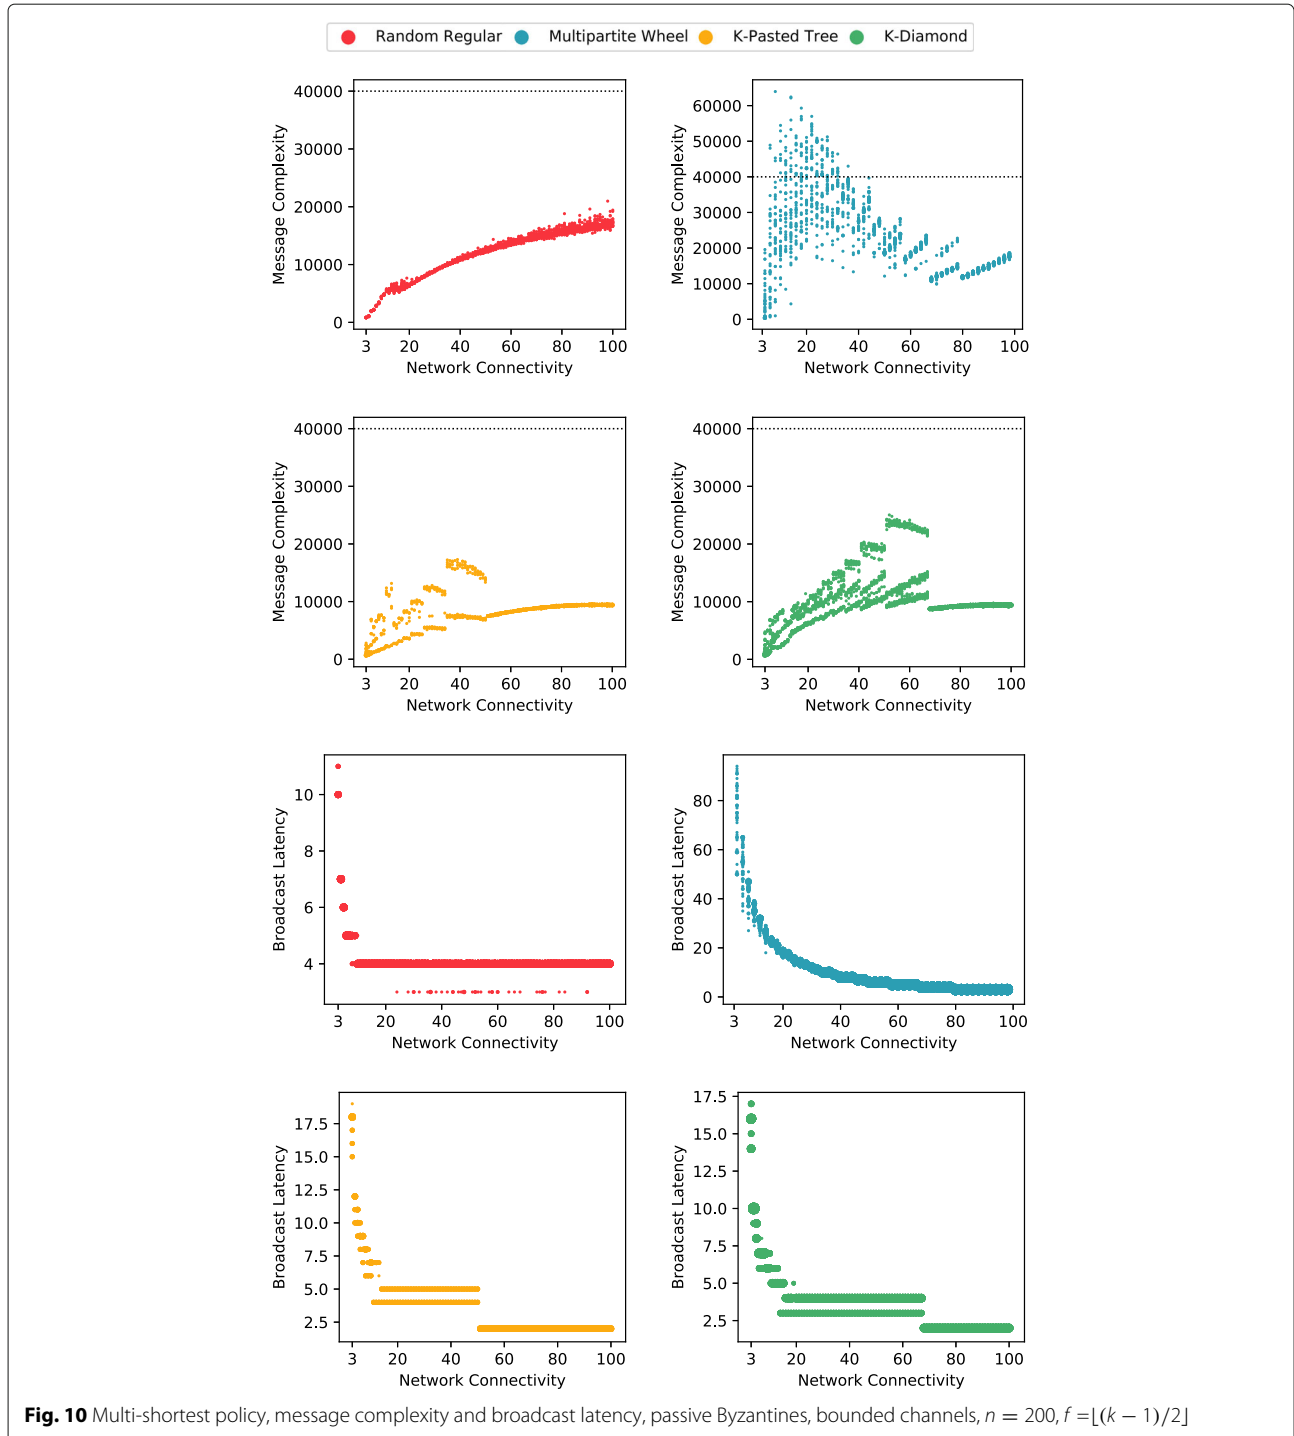 Random Regular Multipartite Wheel K-Pasted Tree K-Diamond
40000
30000
20000
10000
0
Message Complexity
3 20 40 60 80 100
Network Connectivity
60000
50000
40000
30000
20000
10000
0
Message Complexity
3 20 40 60 80 100
Network Connectivity
40000
30000
20000
10000
0
Message Complexity
3 20 40 60 80 100
Network Connectivity
40000
30000
20000
10000
0
Message Complexity
3 20 40 60 80 100
Network Connectivity
10
8
6
4
Broadcast Latency
3 20 40 60 80 100
Network Connectivity
80
60
40
20
0
Broadcast Latency
3 20 40 60 80 100
Network Connectivity
17.5
15.0
12.5
10.0
7.5
5.0
2.5
Broadcast Latency
3 20 40 60 80 100
Network Connectivity
17.5
15.0
12.5
10.0
7.5
5.0
2.5
Broadcast Latency
3 20 40 60 80 100
Network Connectivity
Fig. 10 Multi-shortest policy, message complexity and broadcast latency, passive Byzantines, bounded channels, n = 200, f =⌊(k − 1)/2⌋